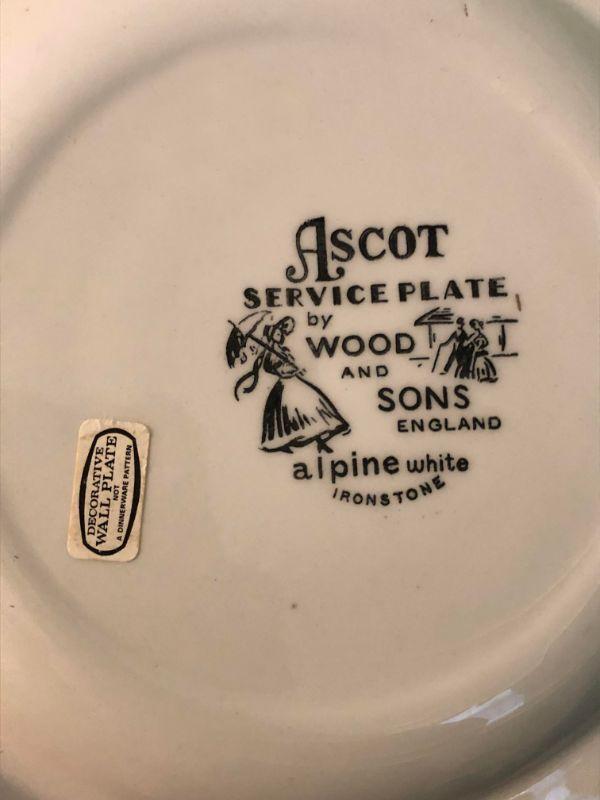 ASCOT
SERVICE PLATE
by
WOOD
AND
SONS
ENGLAND
alpine white
IRONSTONE
DECORATIVE
WALL PLATE
NOT
A DINNERWARE PATTERN